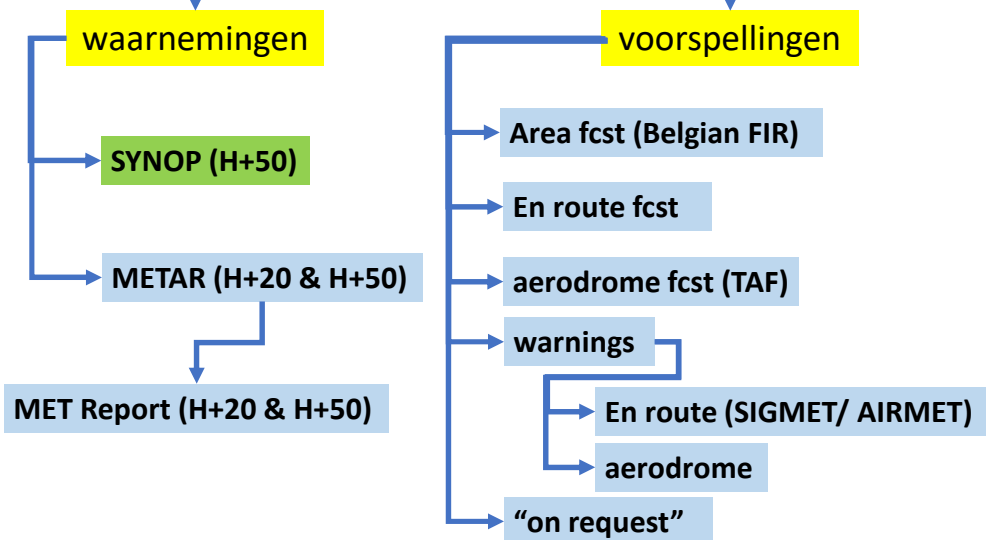 waarnemingen
SYNOP (H+50)
METAR (H+20 & H+50)
MET Report (H+20 & H+50)
voorspellingen
Area fcst (Belgian FIR)
En route fcst
aerodrome fcst (TAF)
warnings
En route (SIGMET/ AIRMET)
aerodrome
“on request”